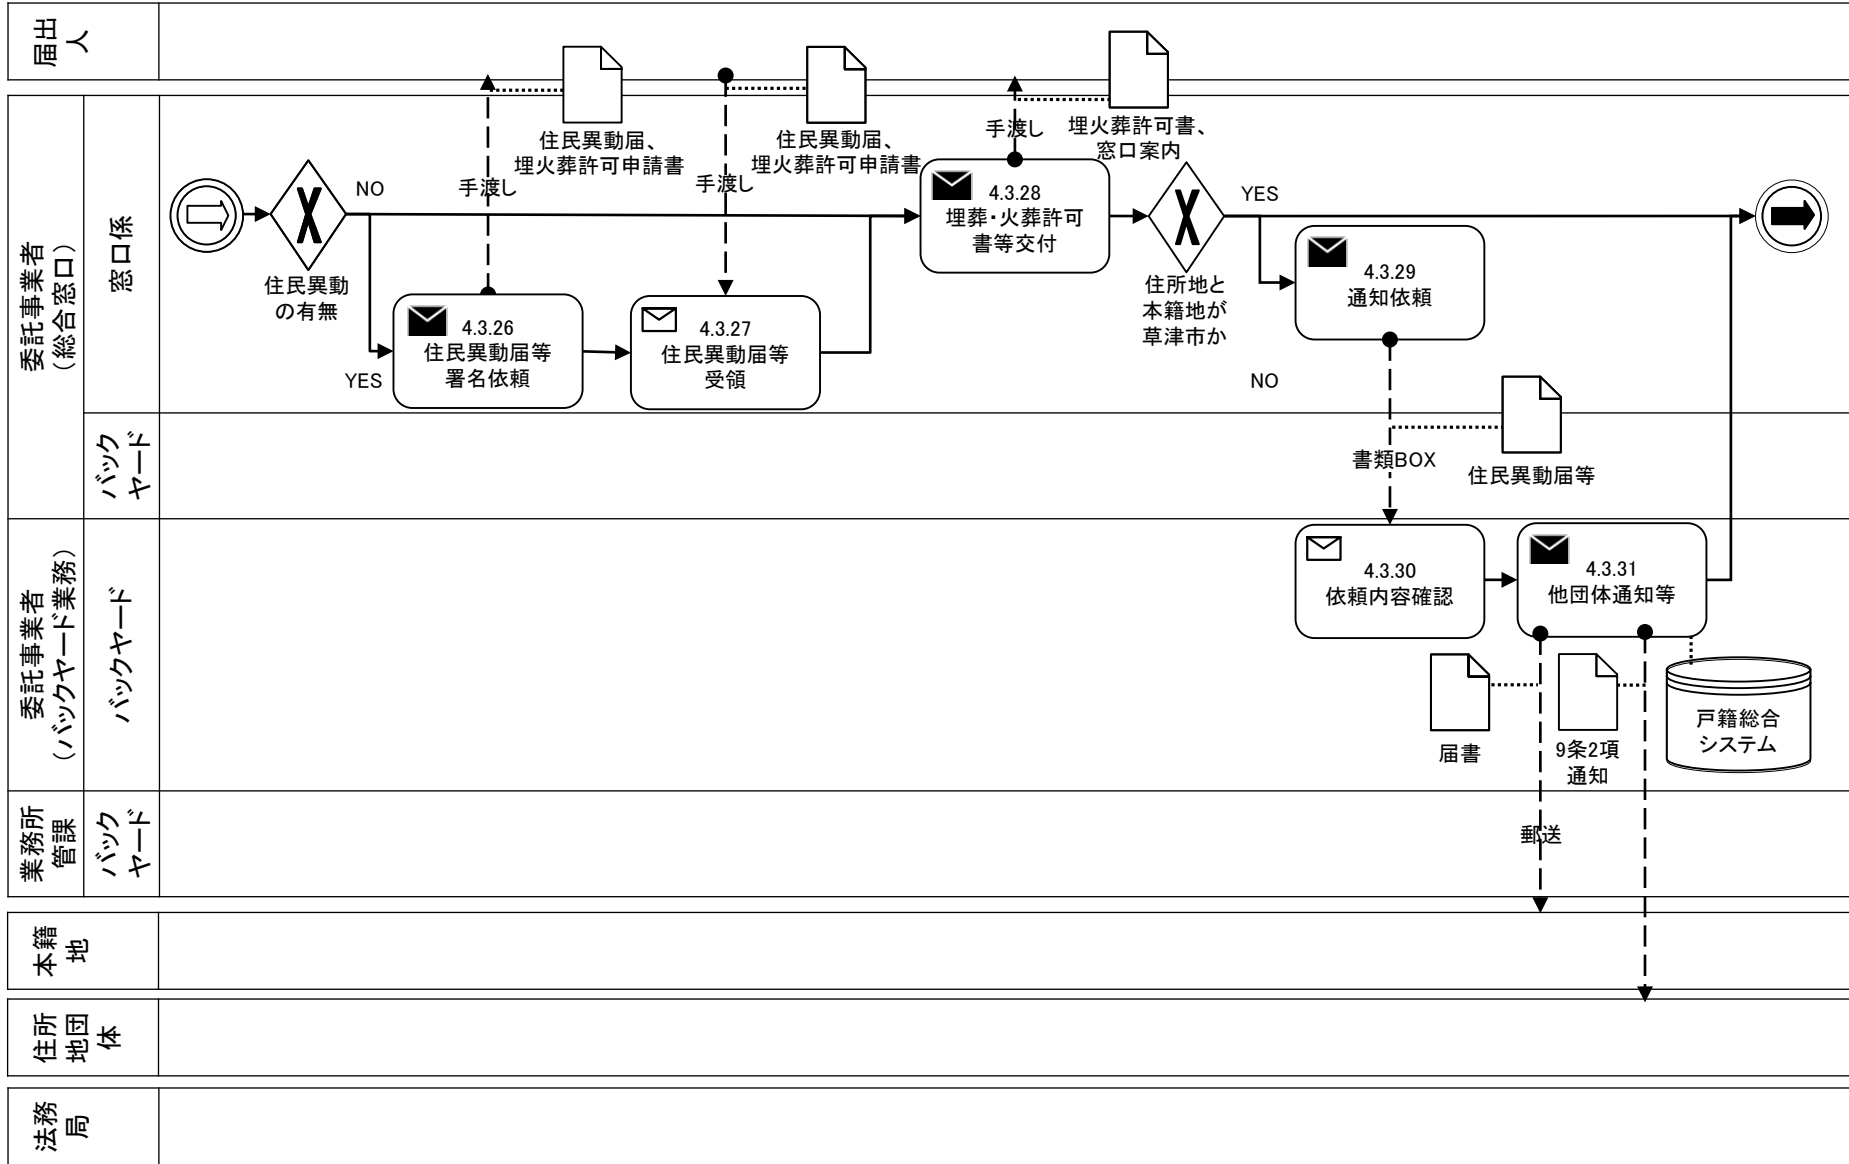 届出
人
委託事業者
（総合窓口）
窓口係
バック
ヤード
委託事業者
（バックヤード業務）
バックヤード
業務所
管課
バック
ヤード
本籍
地
住所
地団
体
法務
局
住民異動
の有無
NO
YES
手渡し
住民異動届、
埋火葬許可申請書
4.3.26
住民異動届等
署名依頼
手渡し
住民異動届、
埋火葬許可申請書
4.3.27
住民異動届等
受領
手渡し
埋火葬許可書、
窓口案内
4.3.28
埋葬・火葬許可
書等交付
住所地と
本籍地が
草津市か
YES
NO
4.3.29
通知依頼
書類BOX
住民異動届等
4.3.30
依頼内容確認
4.3.31
他団体通知等
届書
9条2項
通知
戸籍総合
システム
郵送